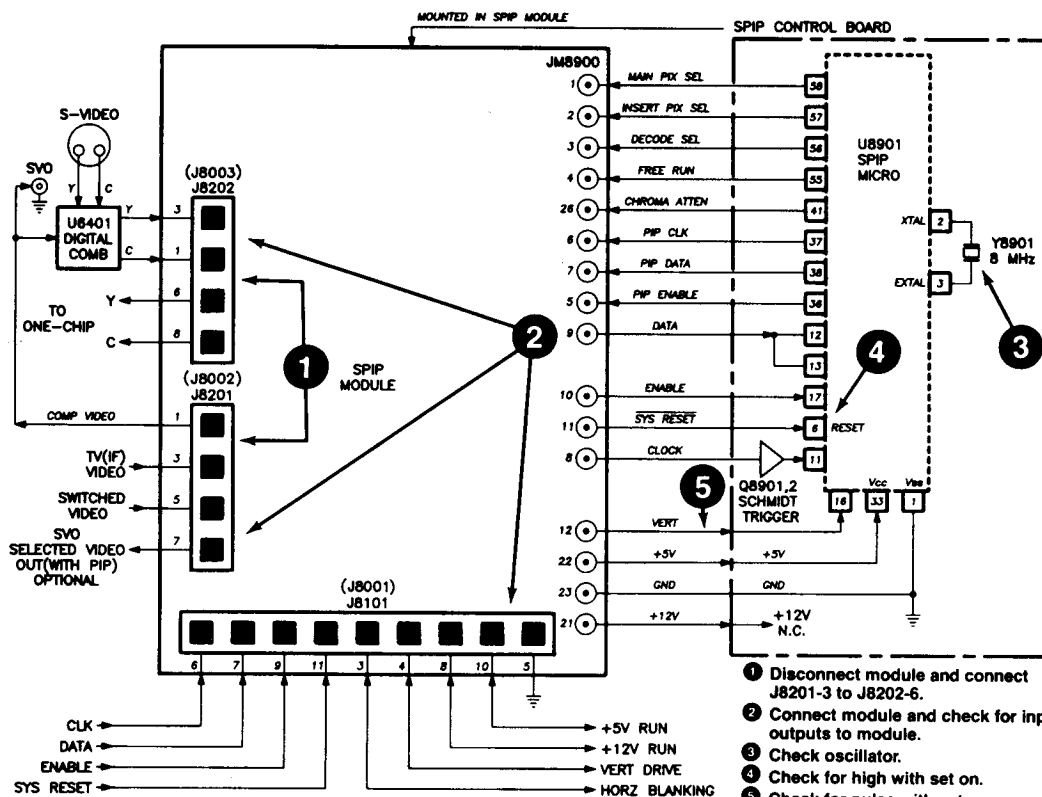 MOUNTED IN SPIP MODULE
SPIP CONTROL BOARD
JM8900
S-VIDEO
SVO
Y
C
U6401
DIGITAL
COMB
Y
C
(J8003)
J8202
3
1
6
8
TO
ONE-CHIP
Y
C
1
2
SPIP
MODULE
(J8002)
J8201
1
3
5
7
COMP VIDEO
TV(IF)
VIDEO
SWITCHED
VIDEO
SVO
SELECTED VIDEO
OUT(WITH PIP)
OPTIONAL
1 MAIN PIX SEL 58
2 INSERT PIX SEL 57
3 DECODE SEL 56
4 FREE RUN 55
26 CHROMA ATTEN 41
6 PIP CLK 37
7 PIP DATA 38
5 PIP ENABLE 36
9 DATA 12
13
10 ENABLE 17
11 SYS RESET 6 RESET
8 CLOCK 11
Q8901,2
SCHMIDT
TRIGGER
12 VERT
22 +5V +5V
23 GND GND
21 +12V +12V
N.C.
U8901
SPIP
MICRO
XTAL 2
EXTAL 3
Y8901
8 MHz
3
4
5
Vcc Vss
16 33 1
(J8001)
J8101
6 7 9 11 3 4 8 10 5
CLK
DATA
ENABLE
SYS RESET
+5V RUN
+12V RUN
VERT DRIVE
HORZ BLANKING
1 Disconnect module and connect
J8201-3 to J8202-6.
2 Connect module and check for inp
outputs to module.
3 Check oscillator.
4 Check for high with set on.